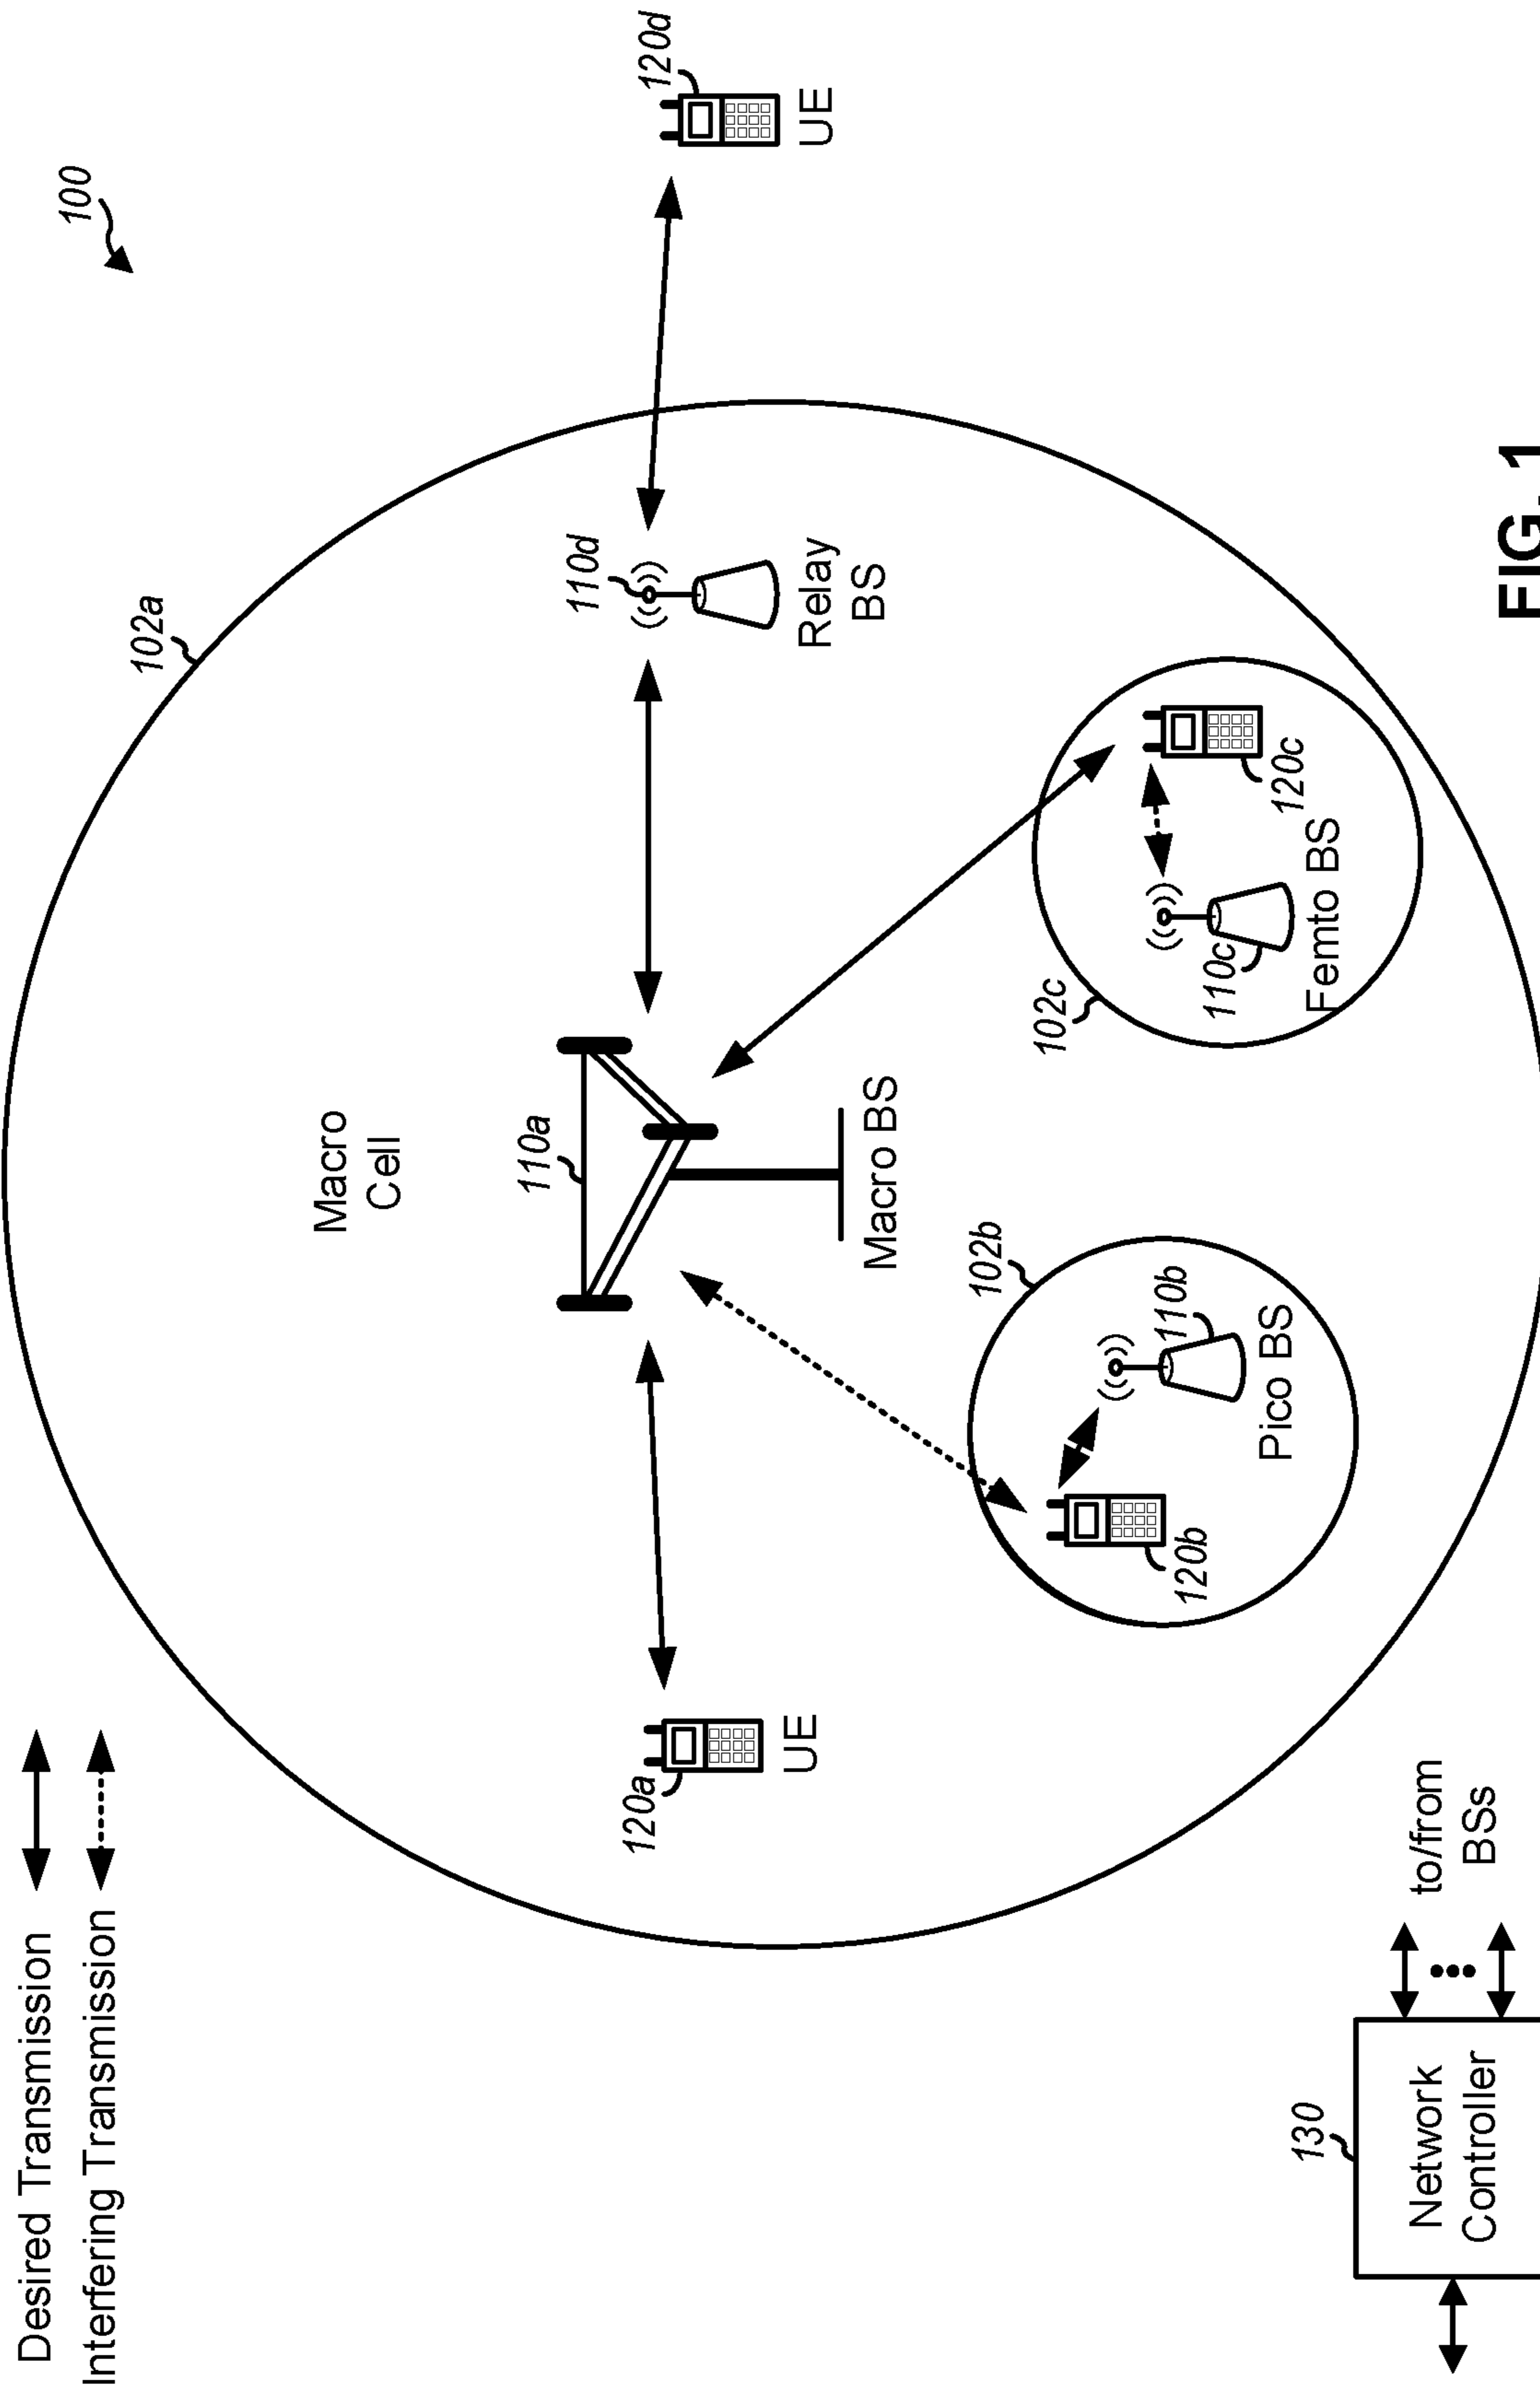 100
Desired Transmission
Interfering Transmission
102a
Macro
Cell
110a
110d
120d
120a
UE
Macro BS
Relay
BS
UE
102b
102c
110b
120b
Pico BS
110c
120c
Femto BS
130
Network
Controller
to/from
BSs
FIG. 1